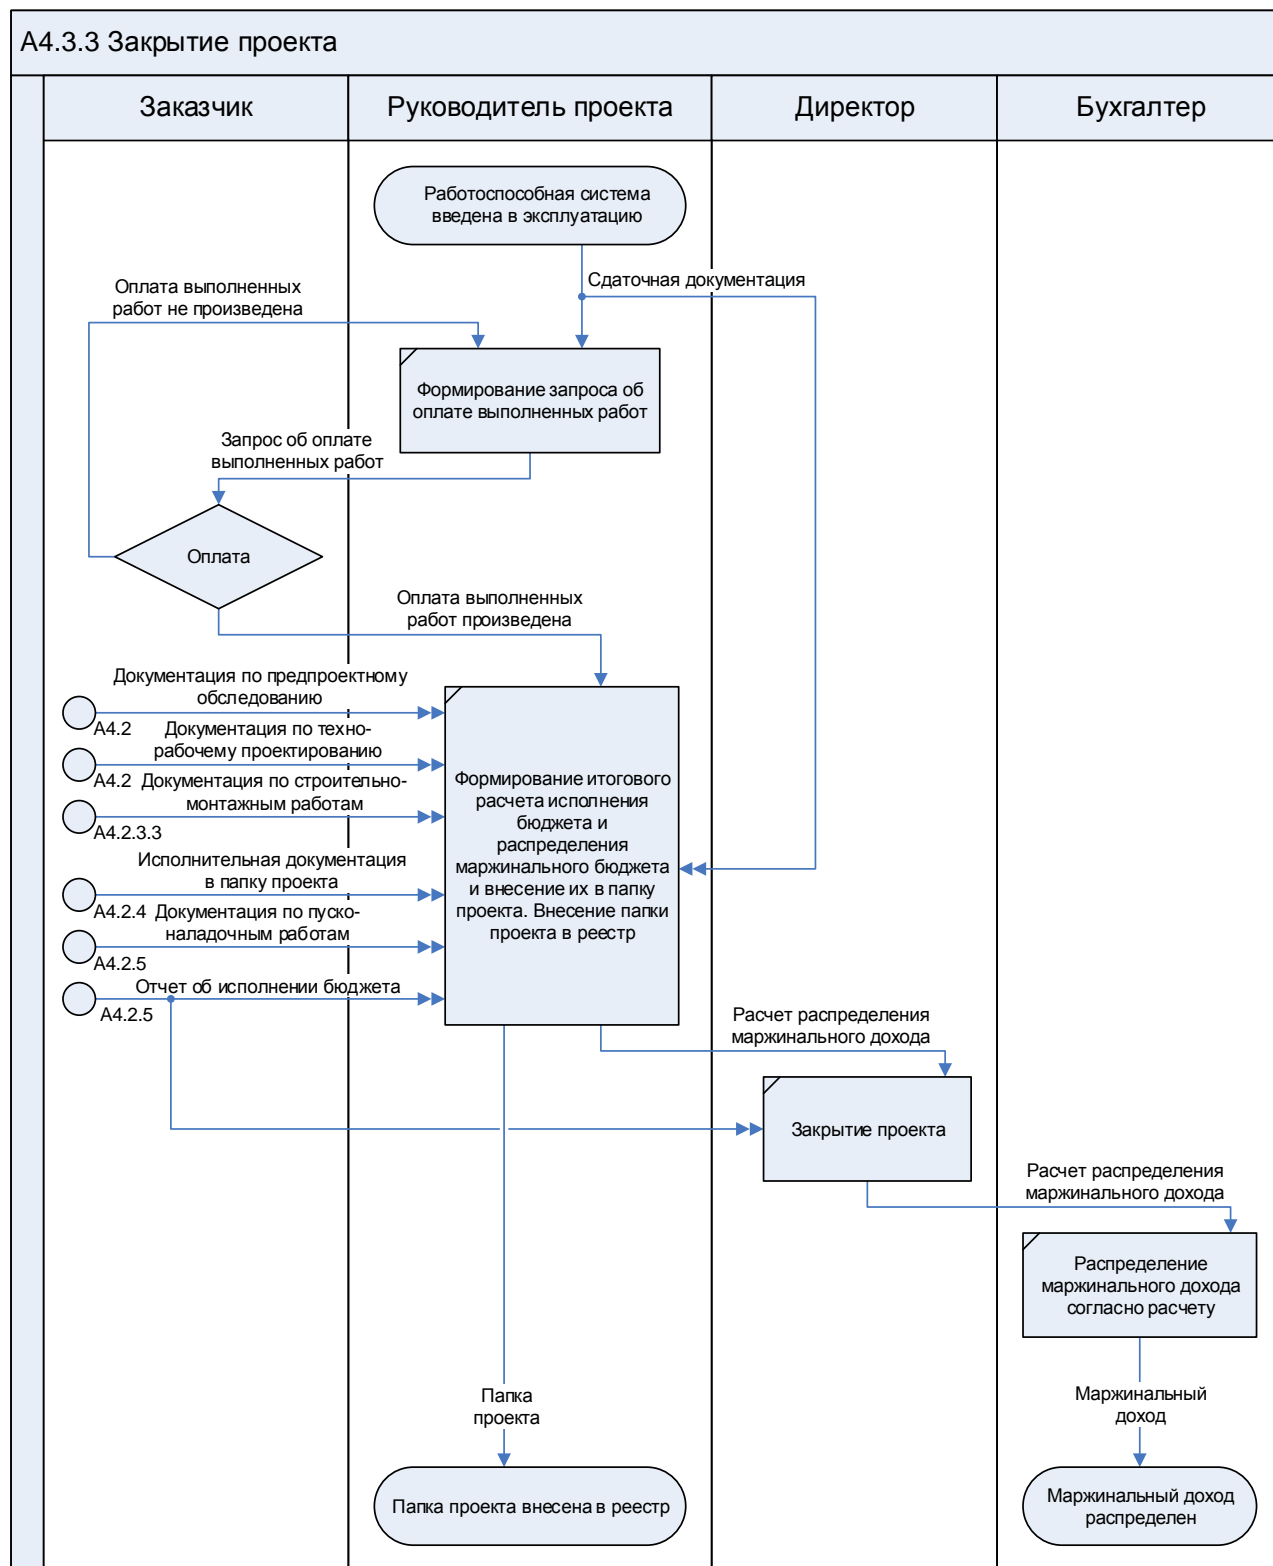 А4.3.3 Закрытие проекта
Заказчик
Руководитель проекта
Директор
Бухгалтер
Работоспособная система
введена в эксплуатацию
Сдаточная документация
Оплата выполненных
работ не произведена
Формирование запроса об
оплате выполненных работ
Запрос об оплате
выполненных работ
Оплата
Оплата выполненных
работ произведена
Документация по предпроектному
обследованию
А4.2
Документация по техно-
рабочему проектированию
А4.2
Документация по строительно-
монтажным работам
А4.2.3.3
Исполнительная документация
в папку проекта
А4.2.4
Документация по пуско-
наладочным работам
А4.2.5
Отчет об исполнении бюджета
А4.2.5
Формирование итогового
расчета исполнения
бюджета и
распределения
маржинального бюджета
и внесение их в папку
проекта. Внесение папки
проекта в реестр
Расчет распределения
маржинального дохода
Закрытие проекта
Расчет распределения
маржинального дохода
Распределение
маржинального дохода
согласно расчету
Папка
проекта
Маржинальный
доход
Папка проекта внесена в реестр
Маржинальный доход
распределен